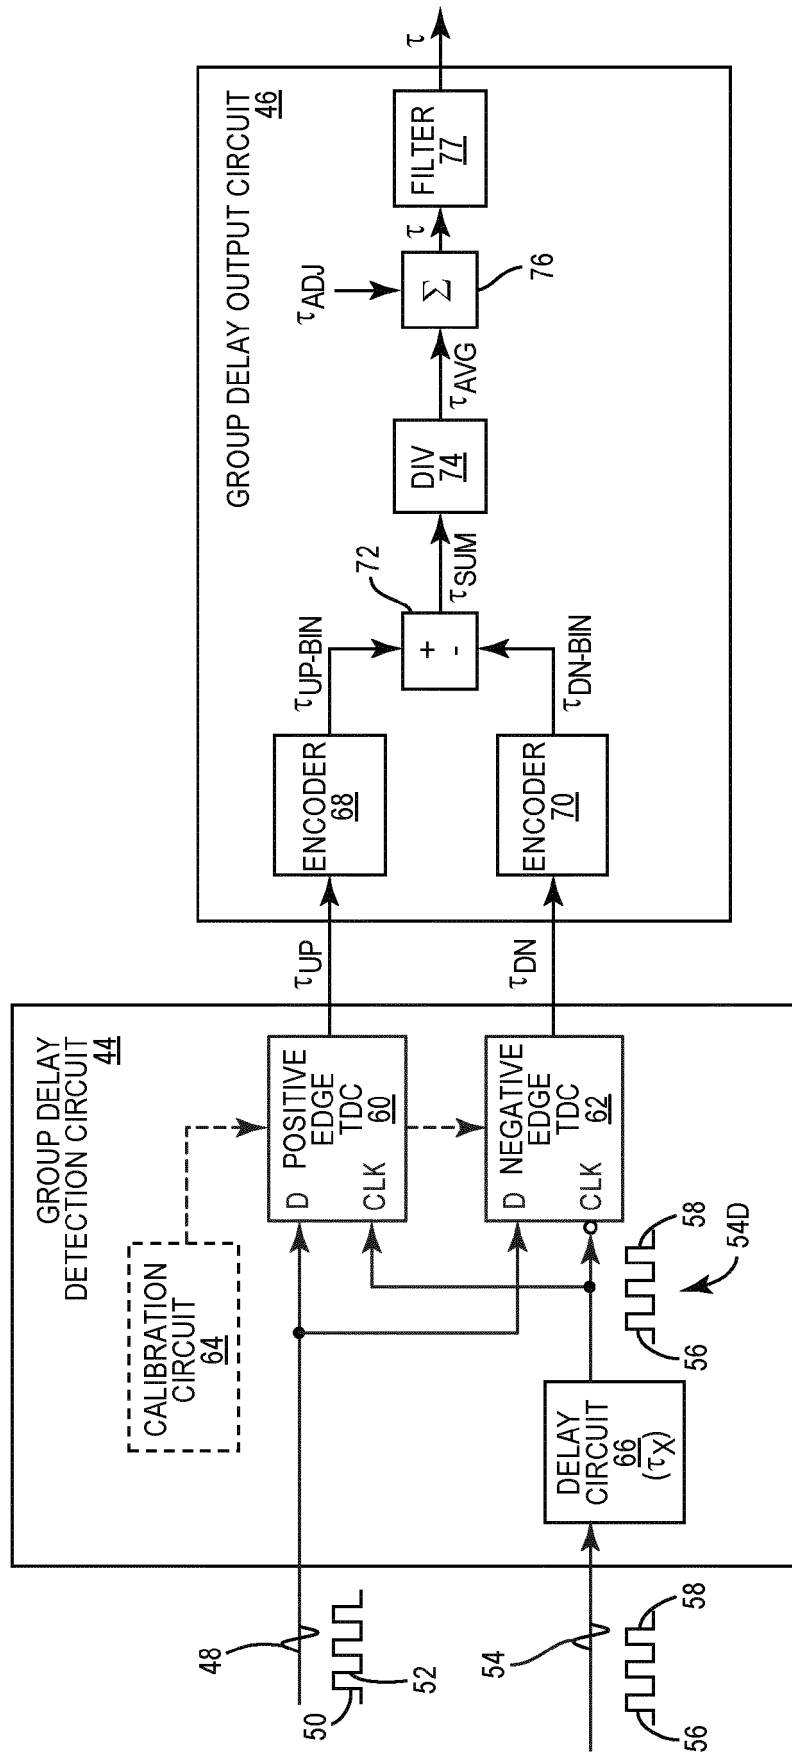 GROUP DELAY
DETECTION CIRCUIT
44
CALIBRATION
CIRCUIT
64
D
POSITIVE
EDGE
TDC
60
CLK
D
NEGATIVE
EDGE
TDC
62
CLK
DELAY
CIRCUIT
66
(τX)
48
50
52
54
56
58
56
58
54D
τUP
τDN
GROUP DELAY OUTPUT CIRCUIT
46
ENCODER
68
ENCODER
70
τUP-BIN
τDN-BIN
72
+
-
τSUM
DIV
74
τAVG
τADJ
Σ
76
τ
FILTER
77
τ